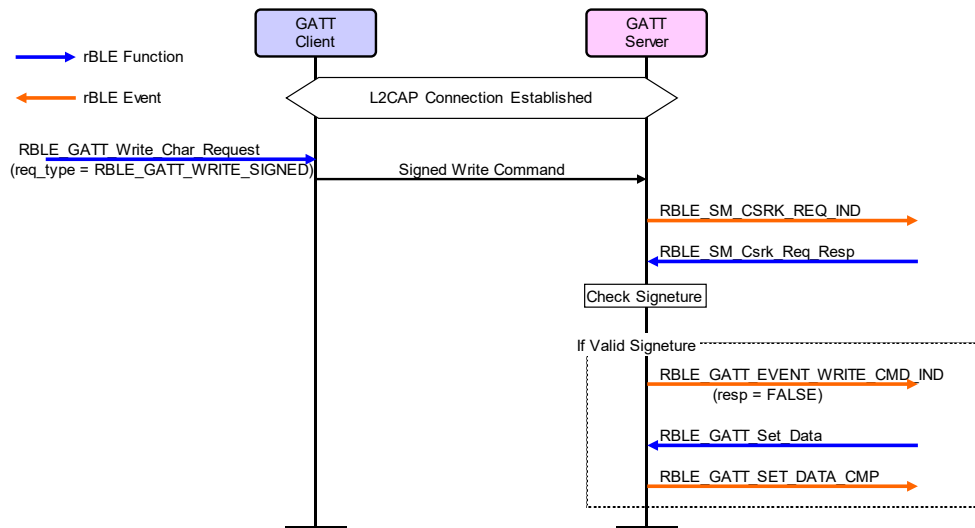 GATT
Client
GATT
Server
rBLE Function
rBLE Event
L2CAP Connection Established
RBLE_GATT_Write_Char_Request
(req_type = RBLE_GATT_WRITE_SIGNED)
Signed Write Command
RBLE_SM_CSRK_REQ_IND
RBLE_SM_Csrk_Req_Resp
Check Signeture
If Valid Signeture
RBLE_GATT_EVENT_WRITE_CMD_IND
(resp = FALSE)
RBLE_GATT_Set_Data
RBLE_GATT_SET_DATA_CMP